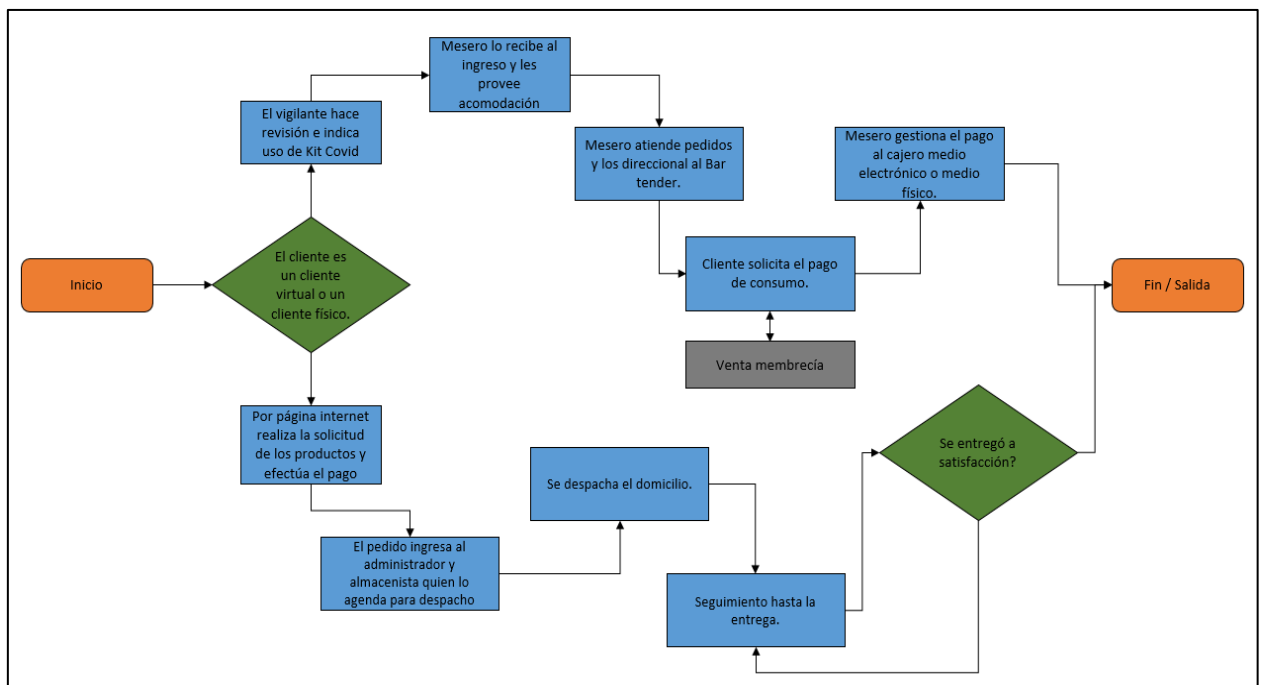 Mesero lo recibe al
ingreso y les
provee
acomodación
El vigilante hace
revisión e indica
uso de Kit Covid
Mesero atiende pedidos
y los direccional al Bar
tender.
Mesero gestiona el pago
al cajero medio
electrónico o medio
físico.
Inicio
El cliente es
un cliente
virtual o un
cliente físico.
Cliente solicita el pago
de consumo.
Fin / Salida
Venta membrecía
Por página internet
realiza la solicitud
de los productos y
efectúa el pago
Se despacha el domicilio.
Se entregó a
satisfacción?
El pedido ingresa al
administrador y
almacenista quien lo
agenda para despacho
Seguimiento hasta la
entrega.